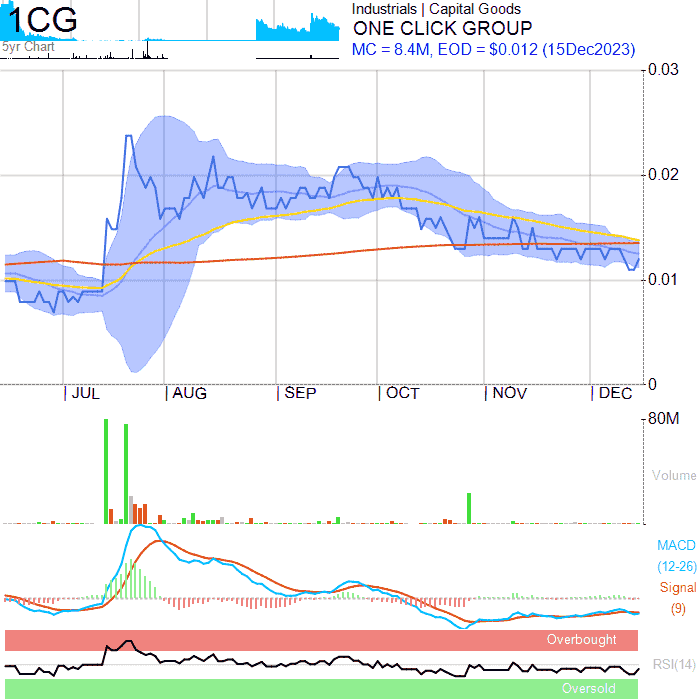 1CG
Industrials | Capital Goods
ONE CLICK GROUP
5yr Chart
MC = 8.4M, EOD = $0.012 (15Dec2023)
0.03
0.02
0.01
0
JUL AUG SEP OCT NOV DEC
80M
Volume
MACD
(12-26)
Signal
(9)
Overbought
RSI(14)
Oversold